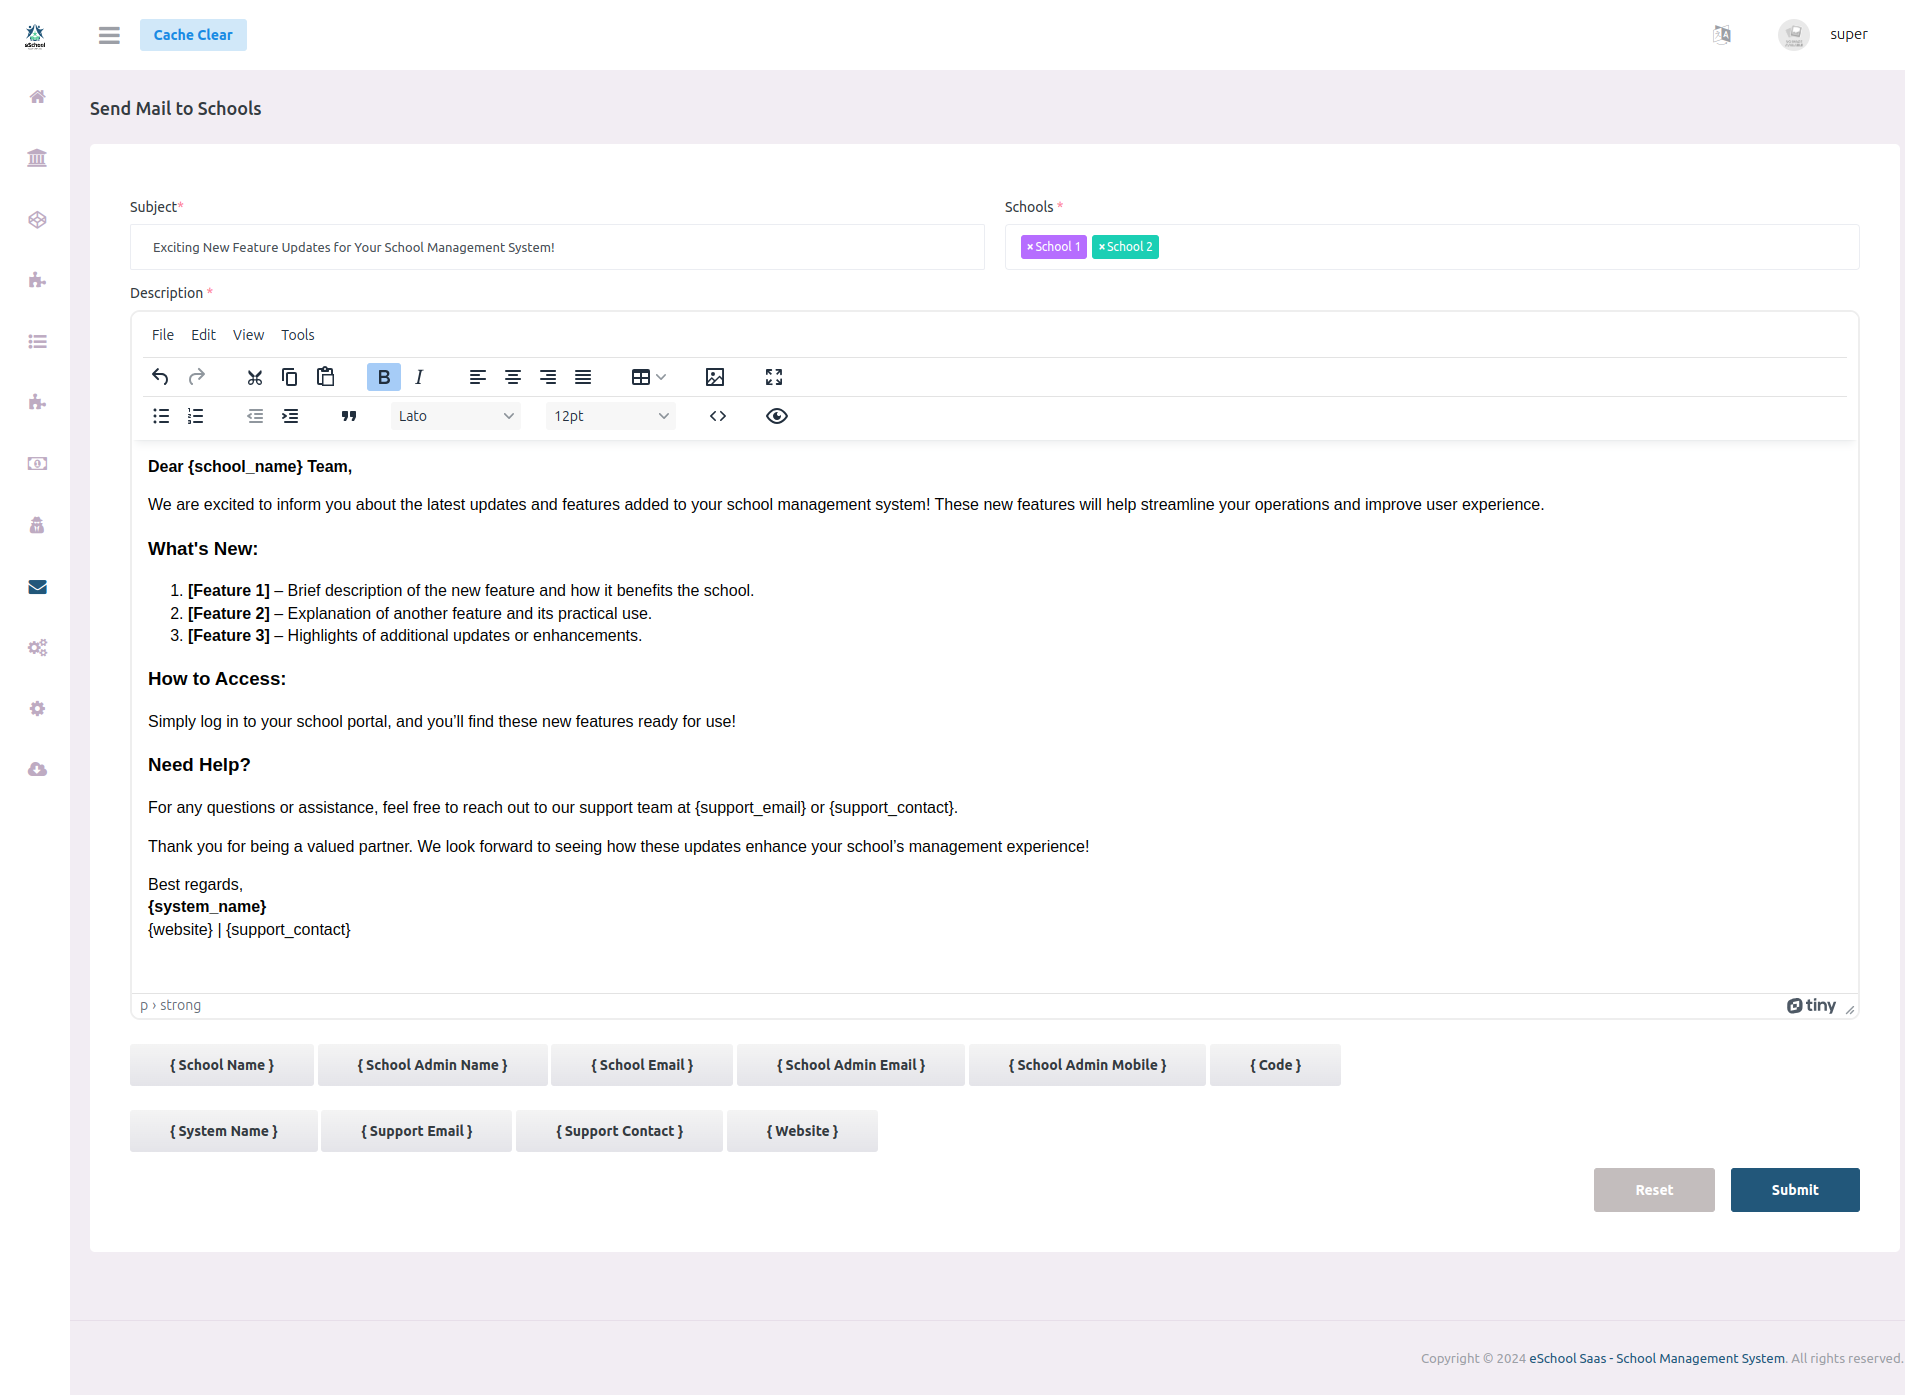 eSchool
Cache Clear
super
Send Mail to Schools
Subject*
Schools *
Exciting New Feature Updates for Your School Management System!
×School 1 ×School 2
Description *
File Edit View Tools
B I
Lato 12pt
Dear {school_name} Team,
We are excited to inform you about the latest updates and features added to your school management system! These new features will help streamline your operations and improve user experience.
What's New:
1. [Feature 1] – Brief description of the new feature and how it benefits the school.
2. [Feature 2] – Explanation of another feature and its practical use.
3. [Feature 3] – Highlights of additional updates or enhancements.
How to Access:
Simply log in to your school portal, and you’ll find these new features ready for use!
Need Help?
For any questions or assistance, feel free to reach out to our support team at {support_email} or {support_contact}.
Thank you for being a valued partner. We look forward to seeing how these updates enhance your school’s management experience!
Best regards,
{system_name}
{website} | {support_contact}
p › strong
tiny
{ School Name } { School Admin Name } { School Email } { School Admin Email } { School Admin Mobile } { Code }
{ System Name } { Support Email } { Support Contact } { Website }
Reset Submit
Copyright © 2024 eSchool Saas - School Management System. All rights reserved.